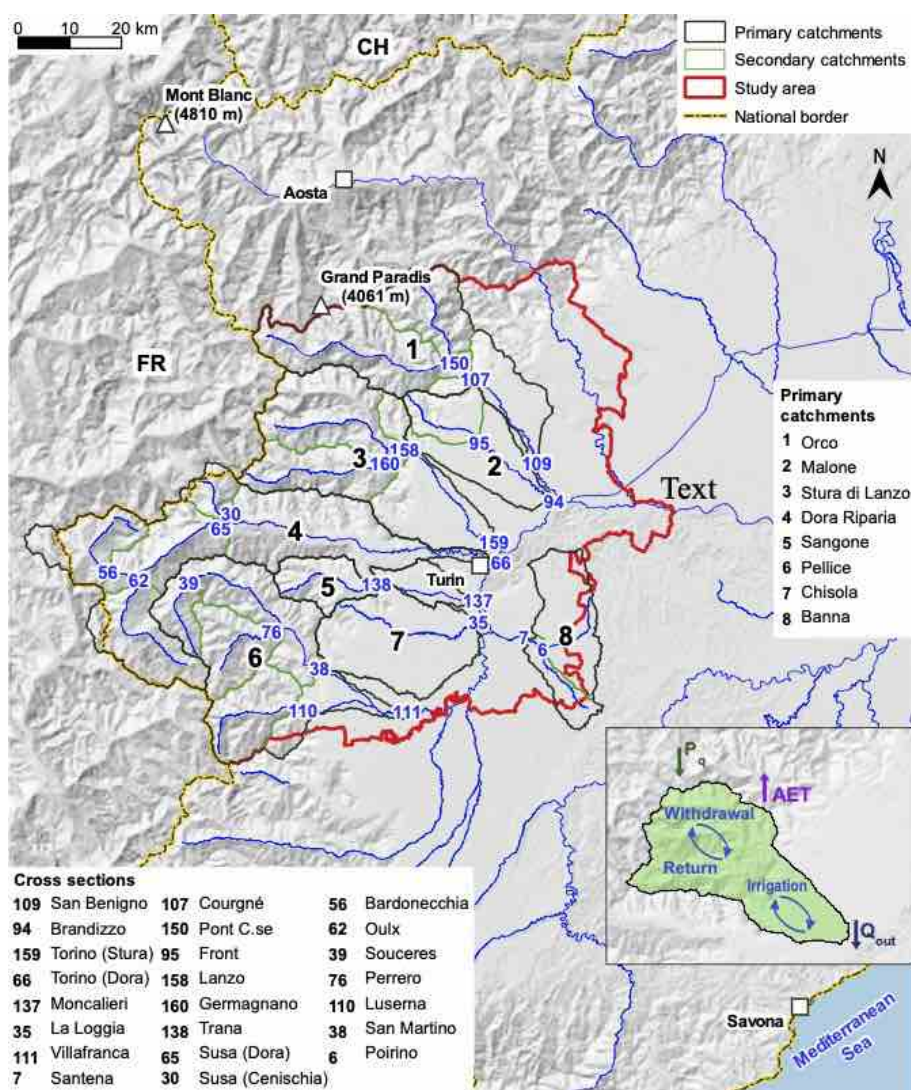 0 10 20 km
CH
Primary catchments
Secondary catchments
Study area
National border
Mont Blanc
(4810 m)
N
Aosta
Grand Paradis
(4061 m)
FR
1
150
107
Primary
catchments
1 Orco
2 Malone
3 Stura di Lanzo
4 Dora Riparia
5 Sangone
6 Pellice
7 Chisola
8 Banna
95
158
3
160
2
109
94
Text
30
65
4
159
66
56
62
39
5
138
Turin
137
35
76
7
7
6
8
6
38
110
111
P q
AET
Withdrawal
Return
Irrigation
Q out
Cross sections
109 San Benigno 107 Courgné 56 Bardonecchia
94 Brandizzo 150 Pont C.se 62 Oulx
159 Torino (Stura) 95 Front 39 Souceres
66 Torino (Dora) 158 Lanzo 76 Perrero
137 Moncalieri 160 Germagnano 110 Luserna
35 La Loggia 138 Trana 38 San Martino
111 Villafranca 65 Susa (Dora) 6 Poirino
7 Santena 30 Susa (Cenischia)
Savona
Mediterranean
Sea